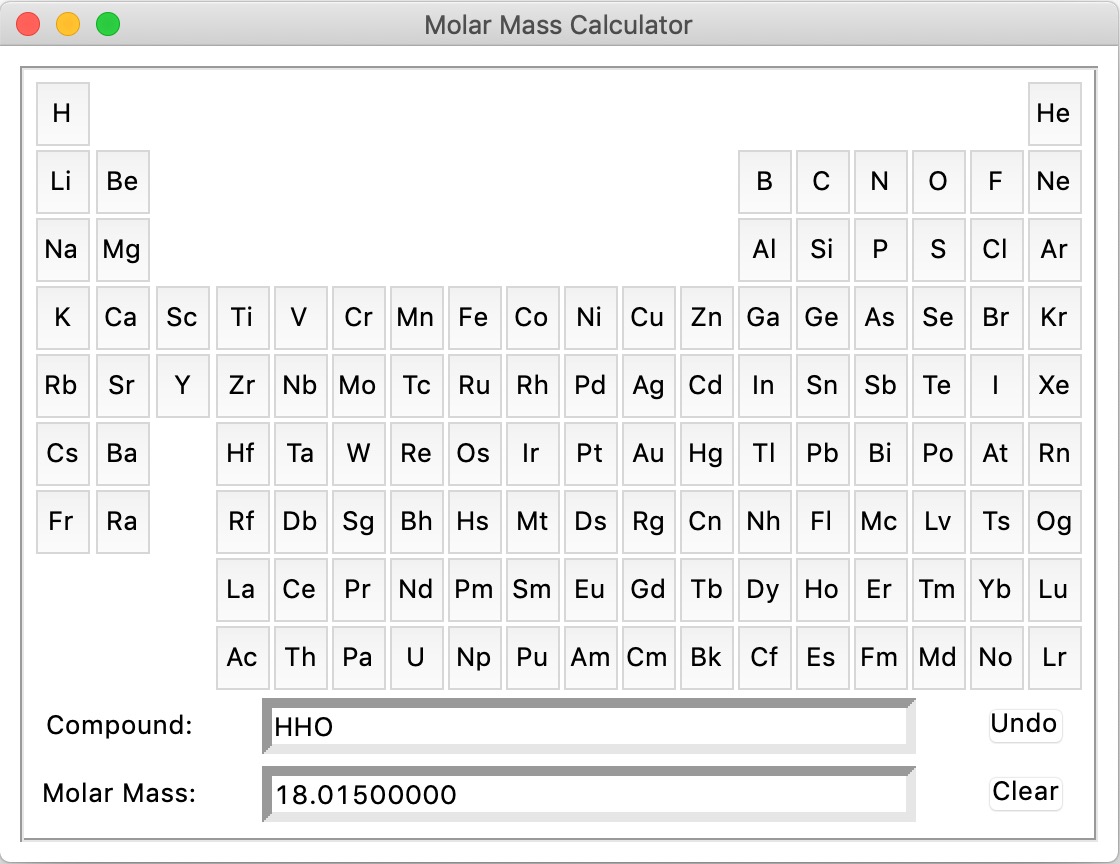 Molar Mass Calculator
H He
Li Be B C N O F Ne
Na Mg Al Si P S Cl Ar
K Ca Sc Ti V Cr Mn Fe Co Ni Cu Zn Ga Ge As Se Br Kr
Rb Sr Y Zr Nb Mo Tc Ru Rh Pd Ag Cd In Sn Sb Te I Xe
Cs Ba Hf Ta W Re Os Ir Pt Au Hg Tl Pb Bi Po At Rn
Fr Ra Rf Db Sg Bh Hs Mt Ds Rg Cn Nh Fl Mc Lv Ts Og
La Ce Pr Nd Pm Sm Eu Gd Tb Dy Ho Er Tm Yb Lu
Ac Th Pa U Np Pu Am Cm Bk Cf Es Fm Md No Lr
Compound: HHO Undo
Molar Mass: 18.01500000 Clear